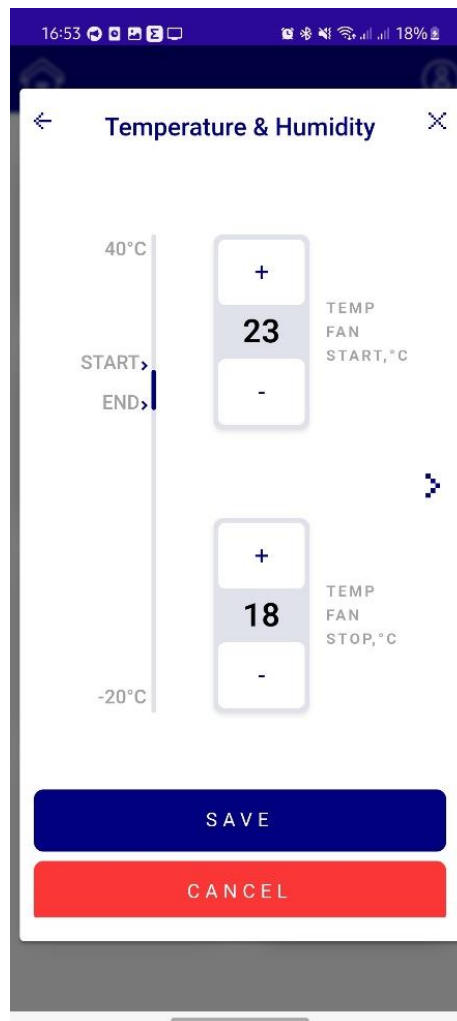 16:53
18%
Temperature & Humidity
40°C
+
23
-
TEMP
FAN
START,°C
START
END
+
18
-
TEMP
FAN
STOP,°C
-20°C
SAVE
CANCEL